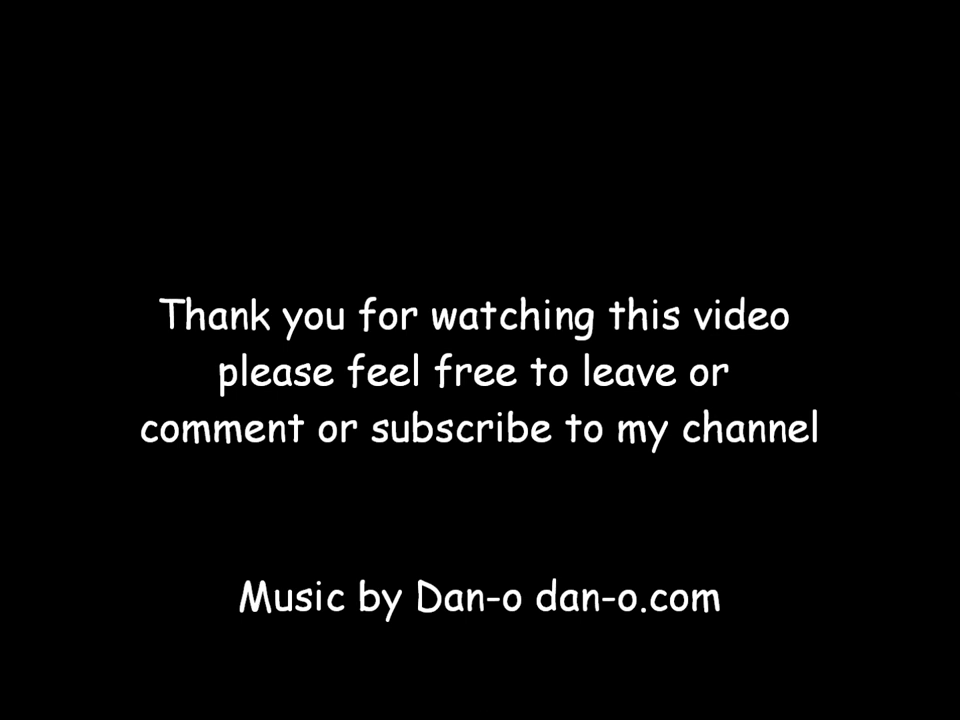 Thank you for watching this video
please feel free to leave or
comment or subscribe to my channel
Music by Dan-o dan-o.com